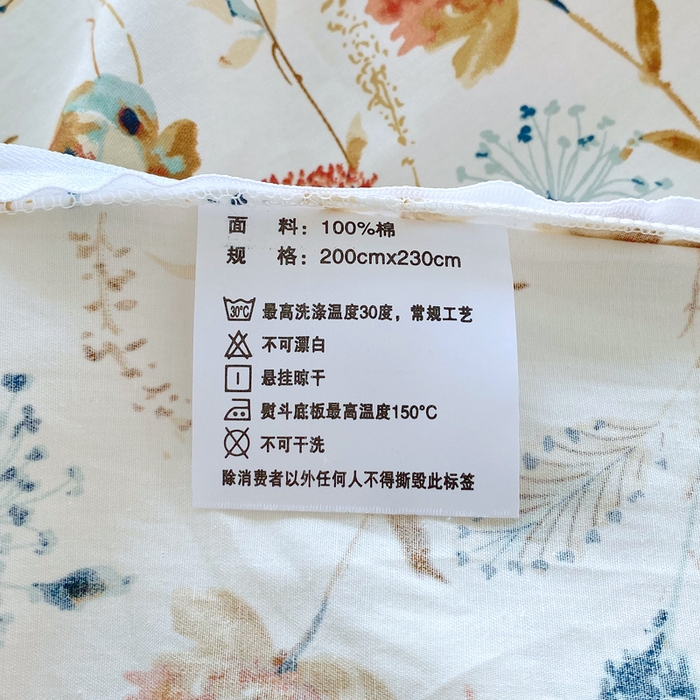 面 料：100%棉
规 格：200cmx230cm
30℃ 最高洗涤温度30度，常规工艺
不可漂白
悬挂晾干
熨斗底板最高温度150℃
不可干洗
除消费者以外任何人不得撕毁此标签